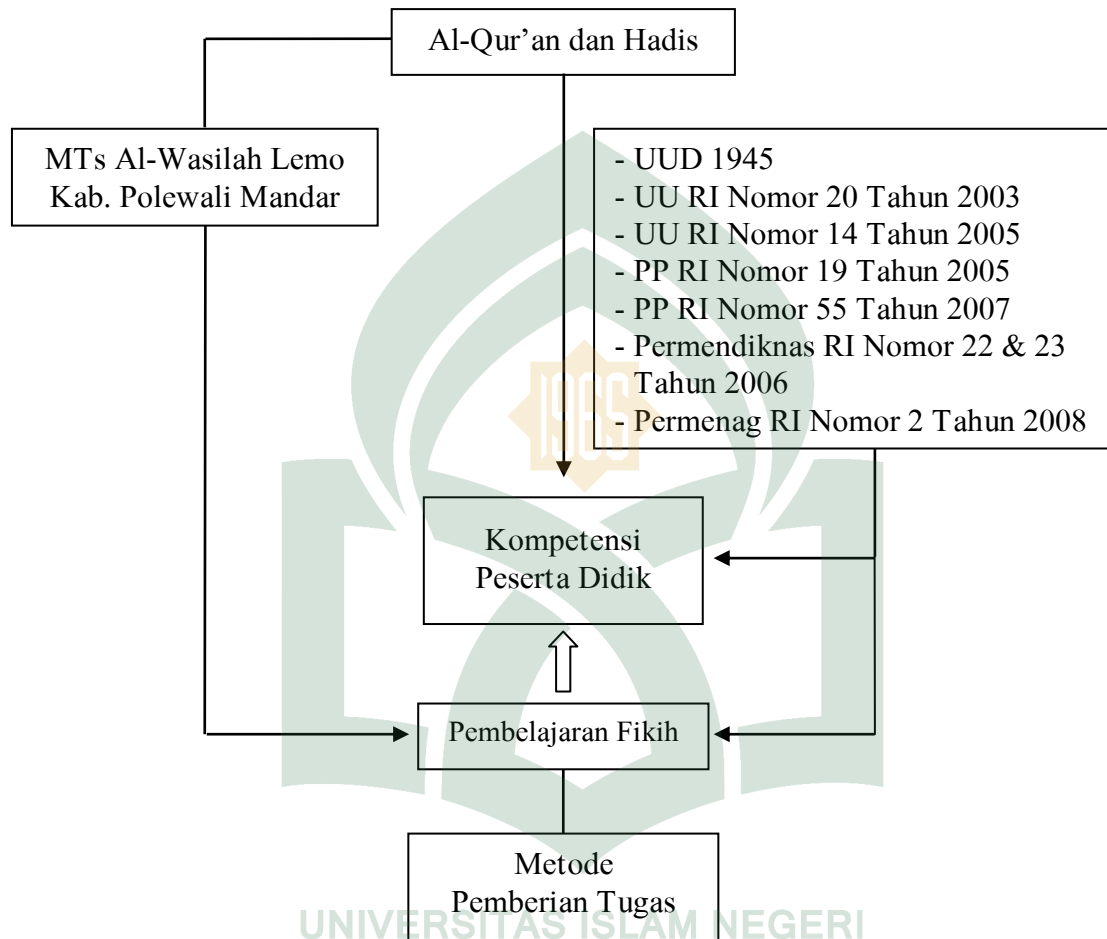 Al-Qur’an dan Hadis
MTs Al-Wasilah Lemo
Kab. Polewali Mandar
- UUD 1945
- UU RI Nomor 20 Tahun 2003
- UU RI Nomor 14 Tahun 2005
- PP RI Nomor 19 Tahun 2005
- PP RI Nomor 55 Tahun 2007
- Permendiknas RI Nomor 22 & 23
Tahun 2006
- Permenag RI Nomor 2 Tahun 2008
1965
Kompetensi
Peserta Didik
Pembelajaran Fikih
Metode
Pemberian Tugas
UNIVERSITAS ISLAM NEGERI